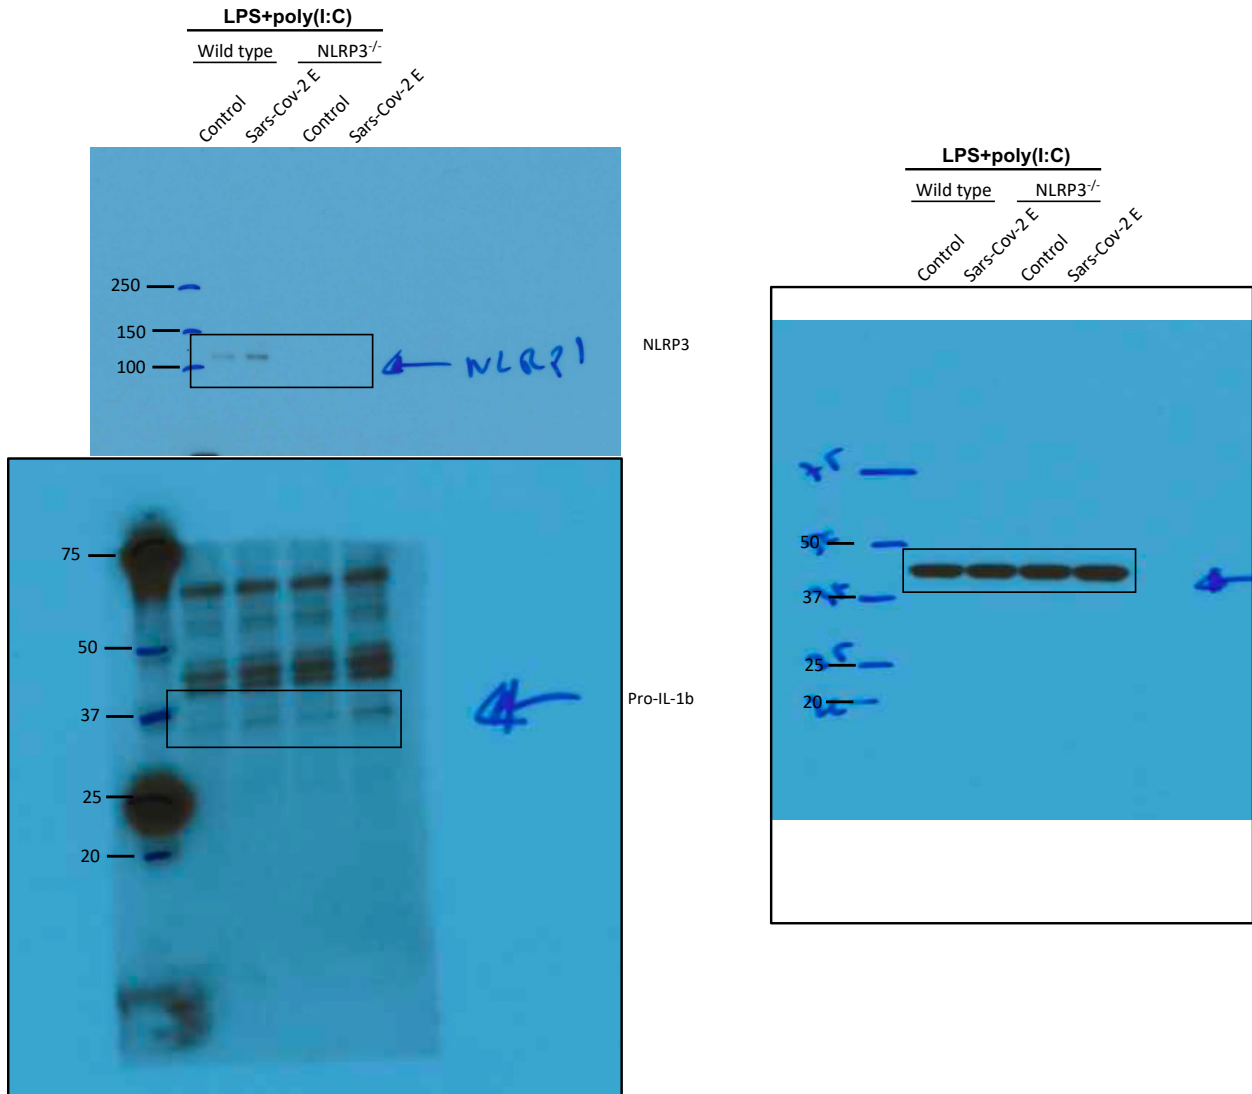 LPS+poly(I:C)
Wild type NLRP3-/-
Control Sars-Cov-2 E Control Sars-Cov-2 E
250
150
100
NLRP1
NLRP3
75
50
37
25
20
Pro-IL-1b
LPS+poly(I:C)
Wild type NLRP3-/-
Control Sars-Cov-2 E Control Sars-Cov-2 E
75
50
37
25
20